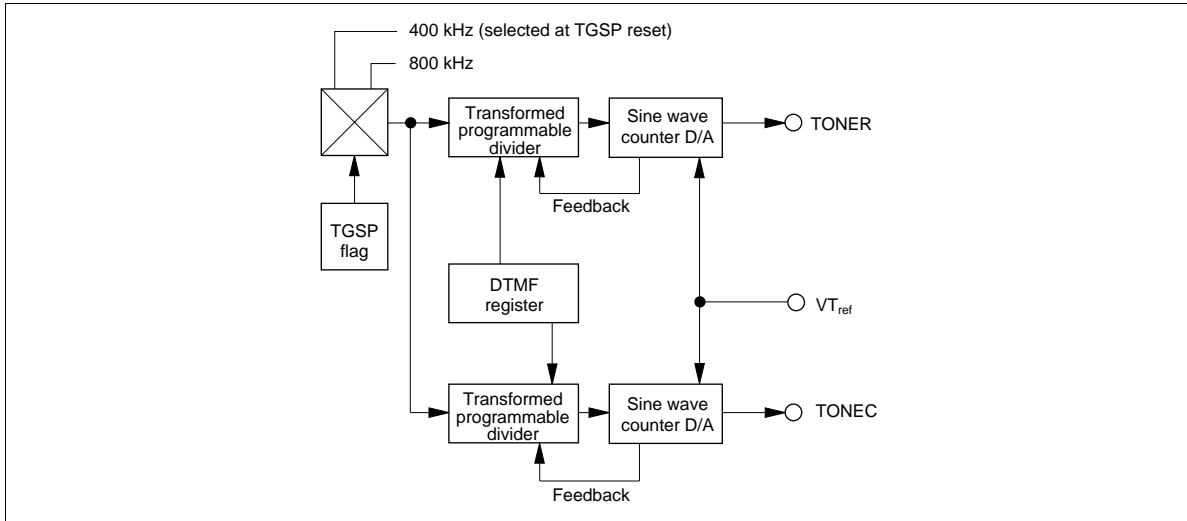 400 kHz (selected at TGSP reset)
800 kHz
Transformed
programmable
divider
Sine wave
counter D/A
TONER
Feedback
TGSP
flag
DTMF
register
VTref
Transformed
programmable
divider
Sine wave
counter D/A
TONEC
Feedback